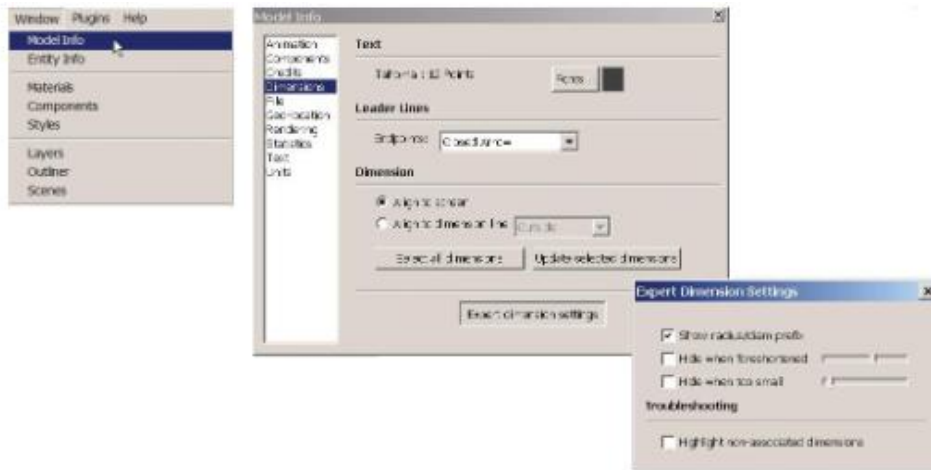 Window Plugins Help
Model Info
Entity Info
Materials
Components
Styles
Layers
Outliner
Scenes
Model Info
Animation
Components
Credits
Dimensions
File
Geo-location
Rendering
Statistics
Text
Units
Text
Tahoma : 12 Points
Fonts...
Leader Lines
Endpoints:
Closed Arrow
Dimension
Align to screen
Align to dimension line
Outside
Select all dimensions
Update selected dimensions
Expert dimension settings
Expert Dimension Settings
Show radius/diam prefix
Hide when foreshortened
Hide when too small
Troubleshooting
Highlight non-associated dimensions